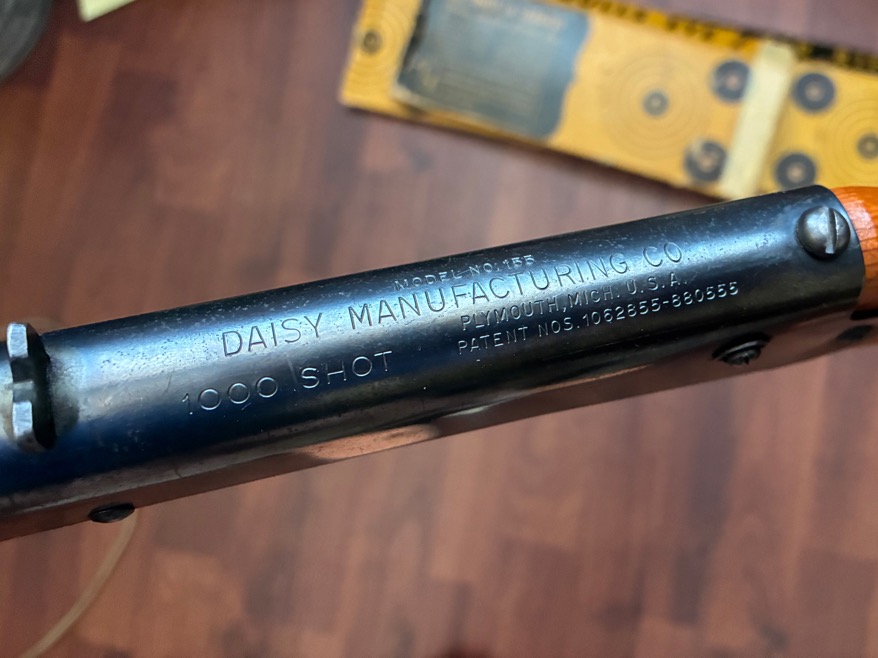 MODEL NO. 155
DAISY MANUFACTURING CO.
PLYMOUTH, MICH. U.S.A.
1000 SHOT
PATENT NOS. 1062855-880555